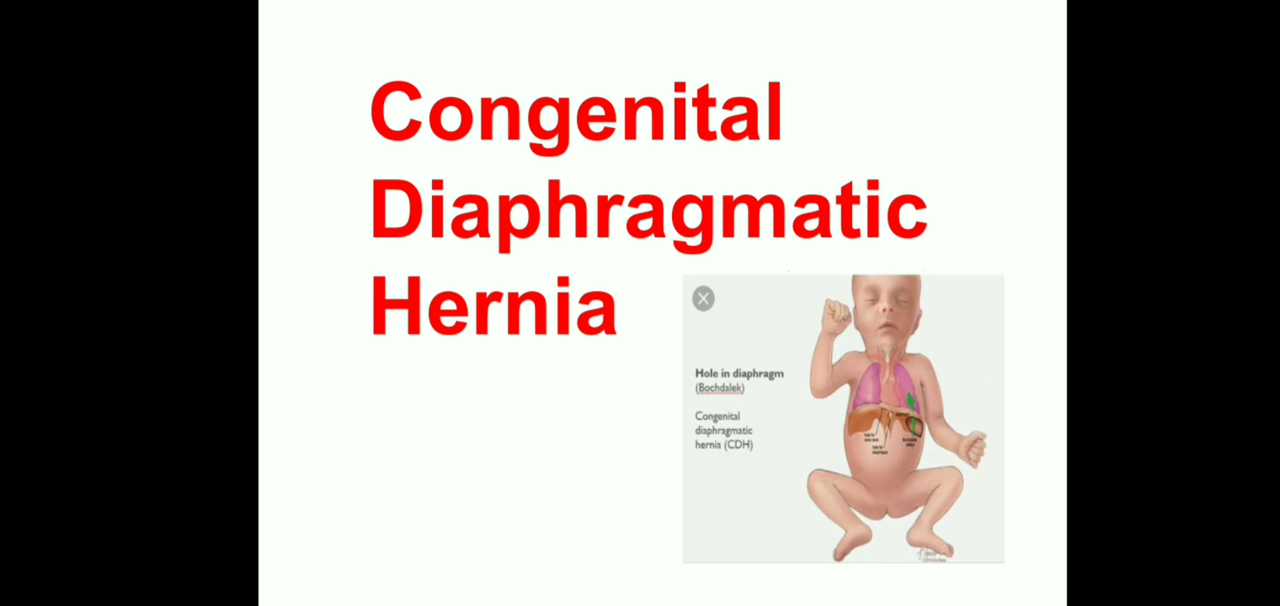 Congenital
Diaphragmatic
Hernia
Hole in diaphragm
(Bochdalek)
Congenital
diaphragmatic
hernia (CDH)